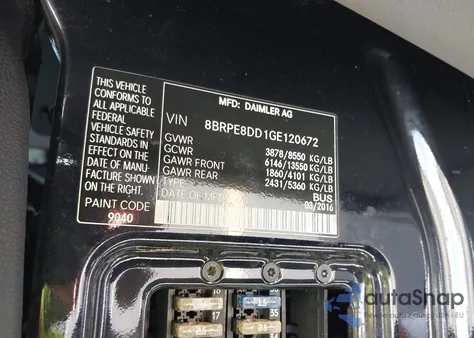 MFD: DAIMLER AG
VIN 8BRPE8DD1GE120672
THIS VEHICLE
CONFORMS TO
ALL APPLICABLE
FEDERAL
VEHICLE SAFETY
STANDARDS IN
EFFECT ON THE
DATE OF MANU-
FACTURE SHOWN
ON THE RIGHT.
PAINT CODE
9040
GVWR 3878/8550 KG/LB
GCWR 6146/13550 KG/LB
GAWR FRONT 1860/4101 KG/LB
GAWR REAR 2431/5360 KG/LB
TYPE BUS
DATE OF MFD 03/2016
autoSnap